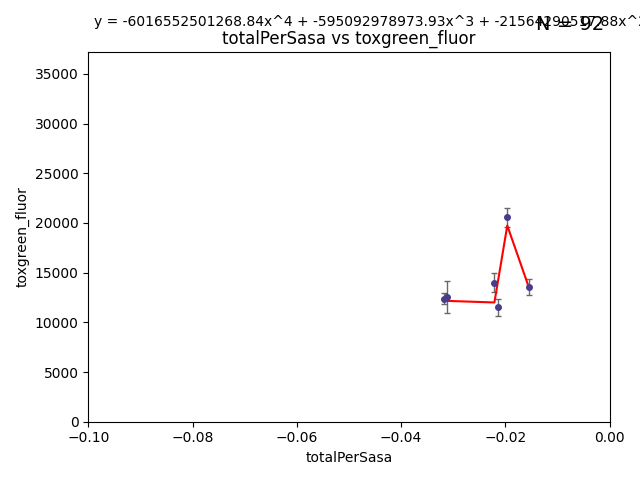 y = -6016552501268.84x^4 + -595092978973.93x^3 +
N = 92
totalPerSasa vs toxgreen_fluor
35000
30000
25000
20000
15000
10000
5000
0
toxgreen_fluor
−0.10
−0.08
−0.06
−0.04
−0.02
0.00
totalPerSasa